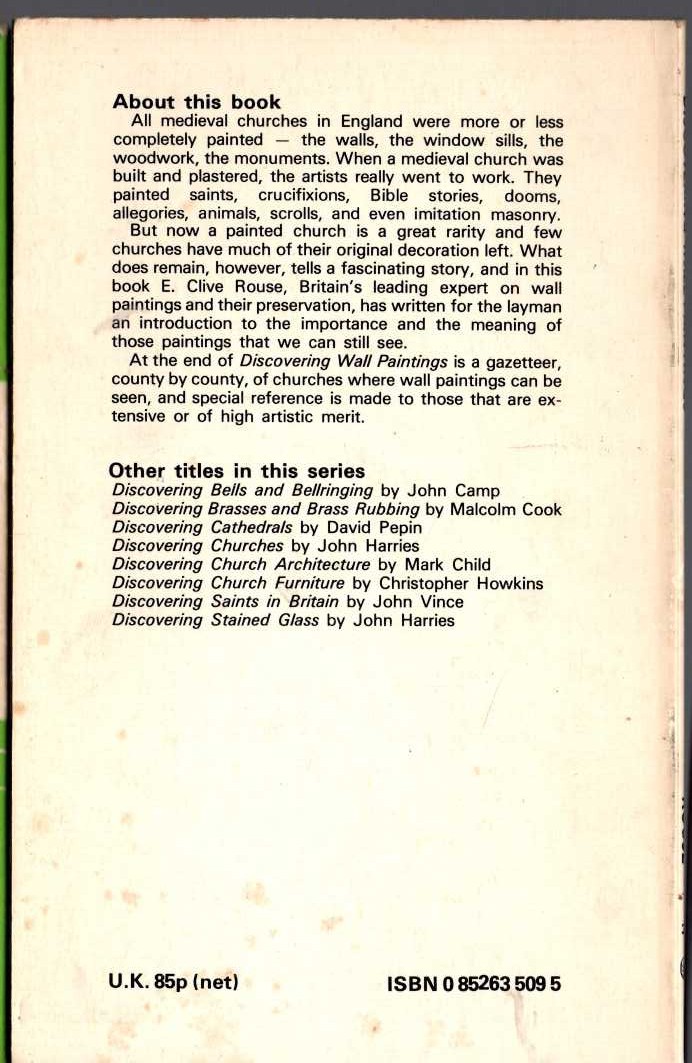 About this book
All medieval churches in England were more or less
completely painted — the walls, the window sills, the
woodwork, the monuments. When a medieval church was
built and plastered, the artists really went to work. They
painted saints, crucifixions, Bible stories, dooms,
allegories, animals, scrolls, and even imitation masonry.
But now a painted church is a great rarity and few
churches have much of their original decoration left. What
does remain, however, tells a fascinating story, and in this
book E. Clive Rouse, Britain's leading expert on wall
paintings and their preservation, has written for the layman
an introduction to the importance and the meaning of
those paintings that we can still see.
At the end of Discovering Wall Paintings is a gazetteer,
county by county, of churches where wall paintings can be
seen, and special reference is made to those that are ex-
tensive or of high artistic merit.
Other titles in this series
Discovering Bells and Bellringing by John Camp
Discovering Brasses and Brass Rubbing by Malcolm Cook
Discovering Cathedrals by David Pepin
Discovering Churches by John Harries
Discovering Church Architecture by Mark Child
Discovering Church Furniture by Christopher Howkins
Discovering Saints in Britain by John Vince
Discovering Stained Glass by John Harries
U.K. 85p (net)
ISBN 0 85263 509 5